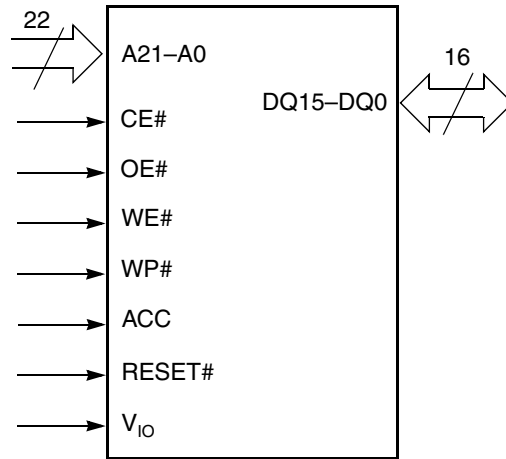 22
A21–A0
16
DQ15–DQ0
CE#
OE#
WE#
WP#
ACC
RESET#
VIO